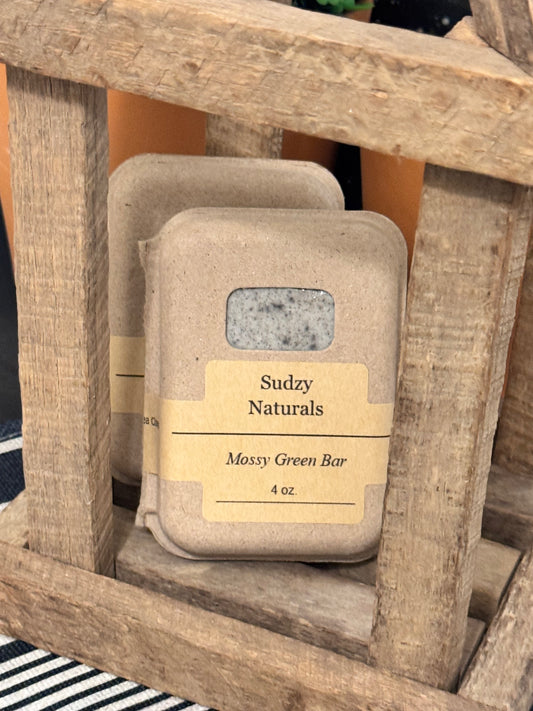 Sudzy
Naturals
Mossy Green Bar
4 oz.